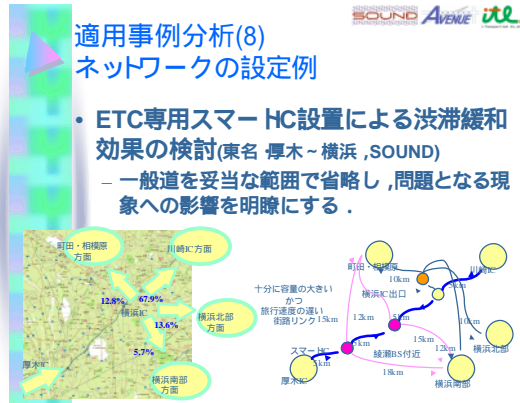 SOUND AVENUE itl
適用事例分析(8)
ネットワークの設定例
• ETC専用スマートIC設置による渋滞緩和
効果の検討(東名・厚木~横浜,SOUND)
– 一般道を妥当な範囲で省略し,問題となる現
象への影響を明瞭にする.
町田・相模原
方面
川崎IC方面
12.8%
67.9%
横浜IC
13.6%
横浜北部
方面
5.7%
厚木IC
横浜南部
方面
十分に容量の大きい
かつ
旅行速度の遅い
街路リンク
町田・相模原
川崎IC
10km
5km
横浜IC出口
15km
12km
5km
10km
15km
スマートIC
5km
綾瀬BS付近
12km
横浜北部
5km
18km
厚木IC
横浜南部